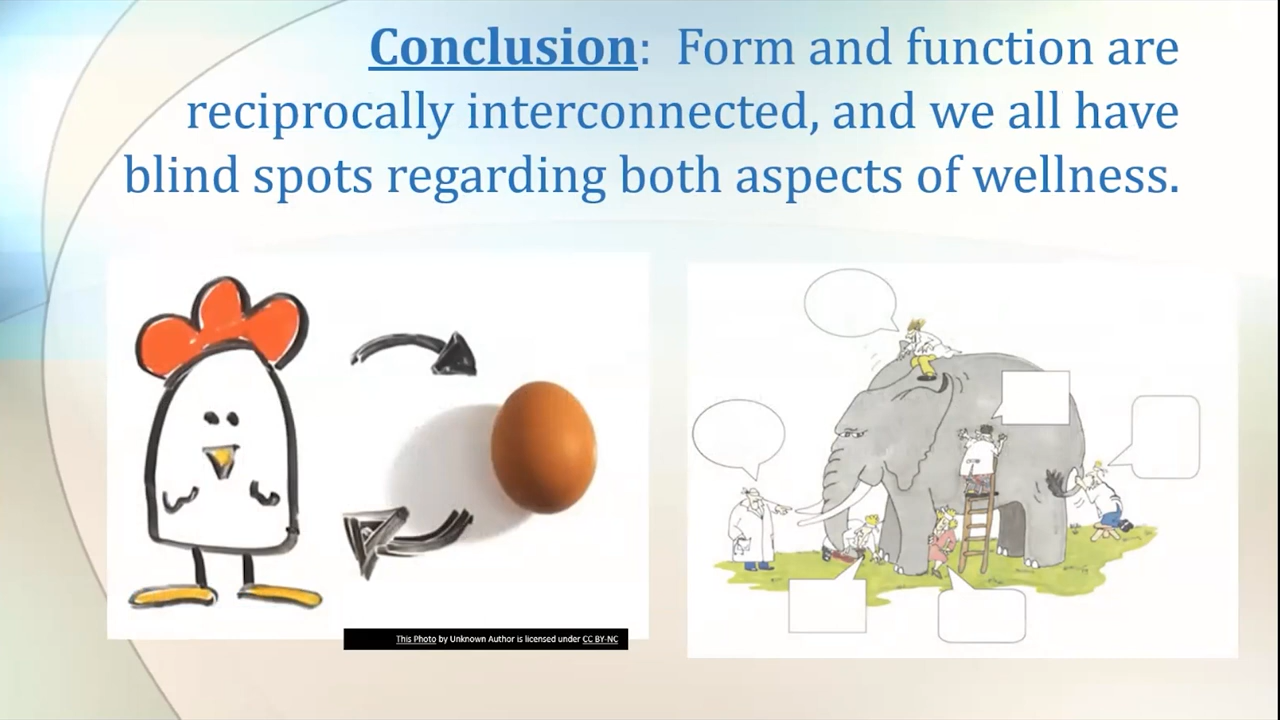 Conclusion:  Form and function are
reciprocally interconnected, and we all have
blind spots regarding both aspects of wellness.
This Photo by Unknown Author is licensed under CC BY-NC